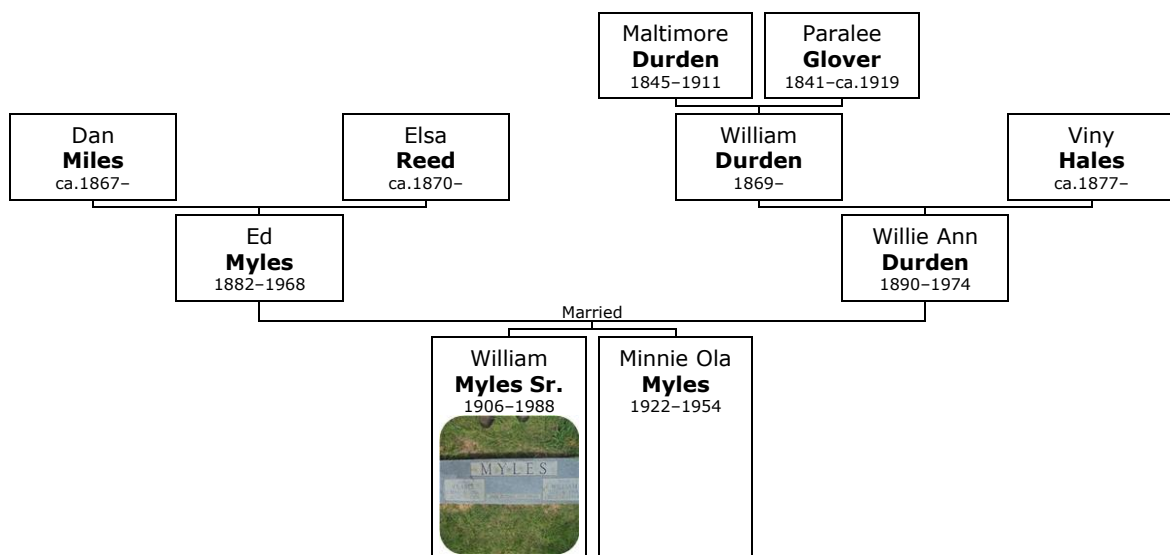 Maltimore
Durden
1845–1911
Paralee
Glover
1841–ca.1919
Dan
Miles
ca.1867–
Elsa
Reed
ca.1870–
William
Durden
1869–
Viny
Hales
ca.1877–
Ed
Myles
1882–1968
Willie Ann
Durden
1890–1974
Married
William
Myles Sr.
1906–1988
MYLES
Minnie Ola
Myles
1922–1954